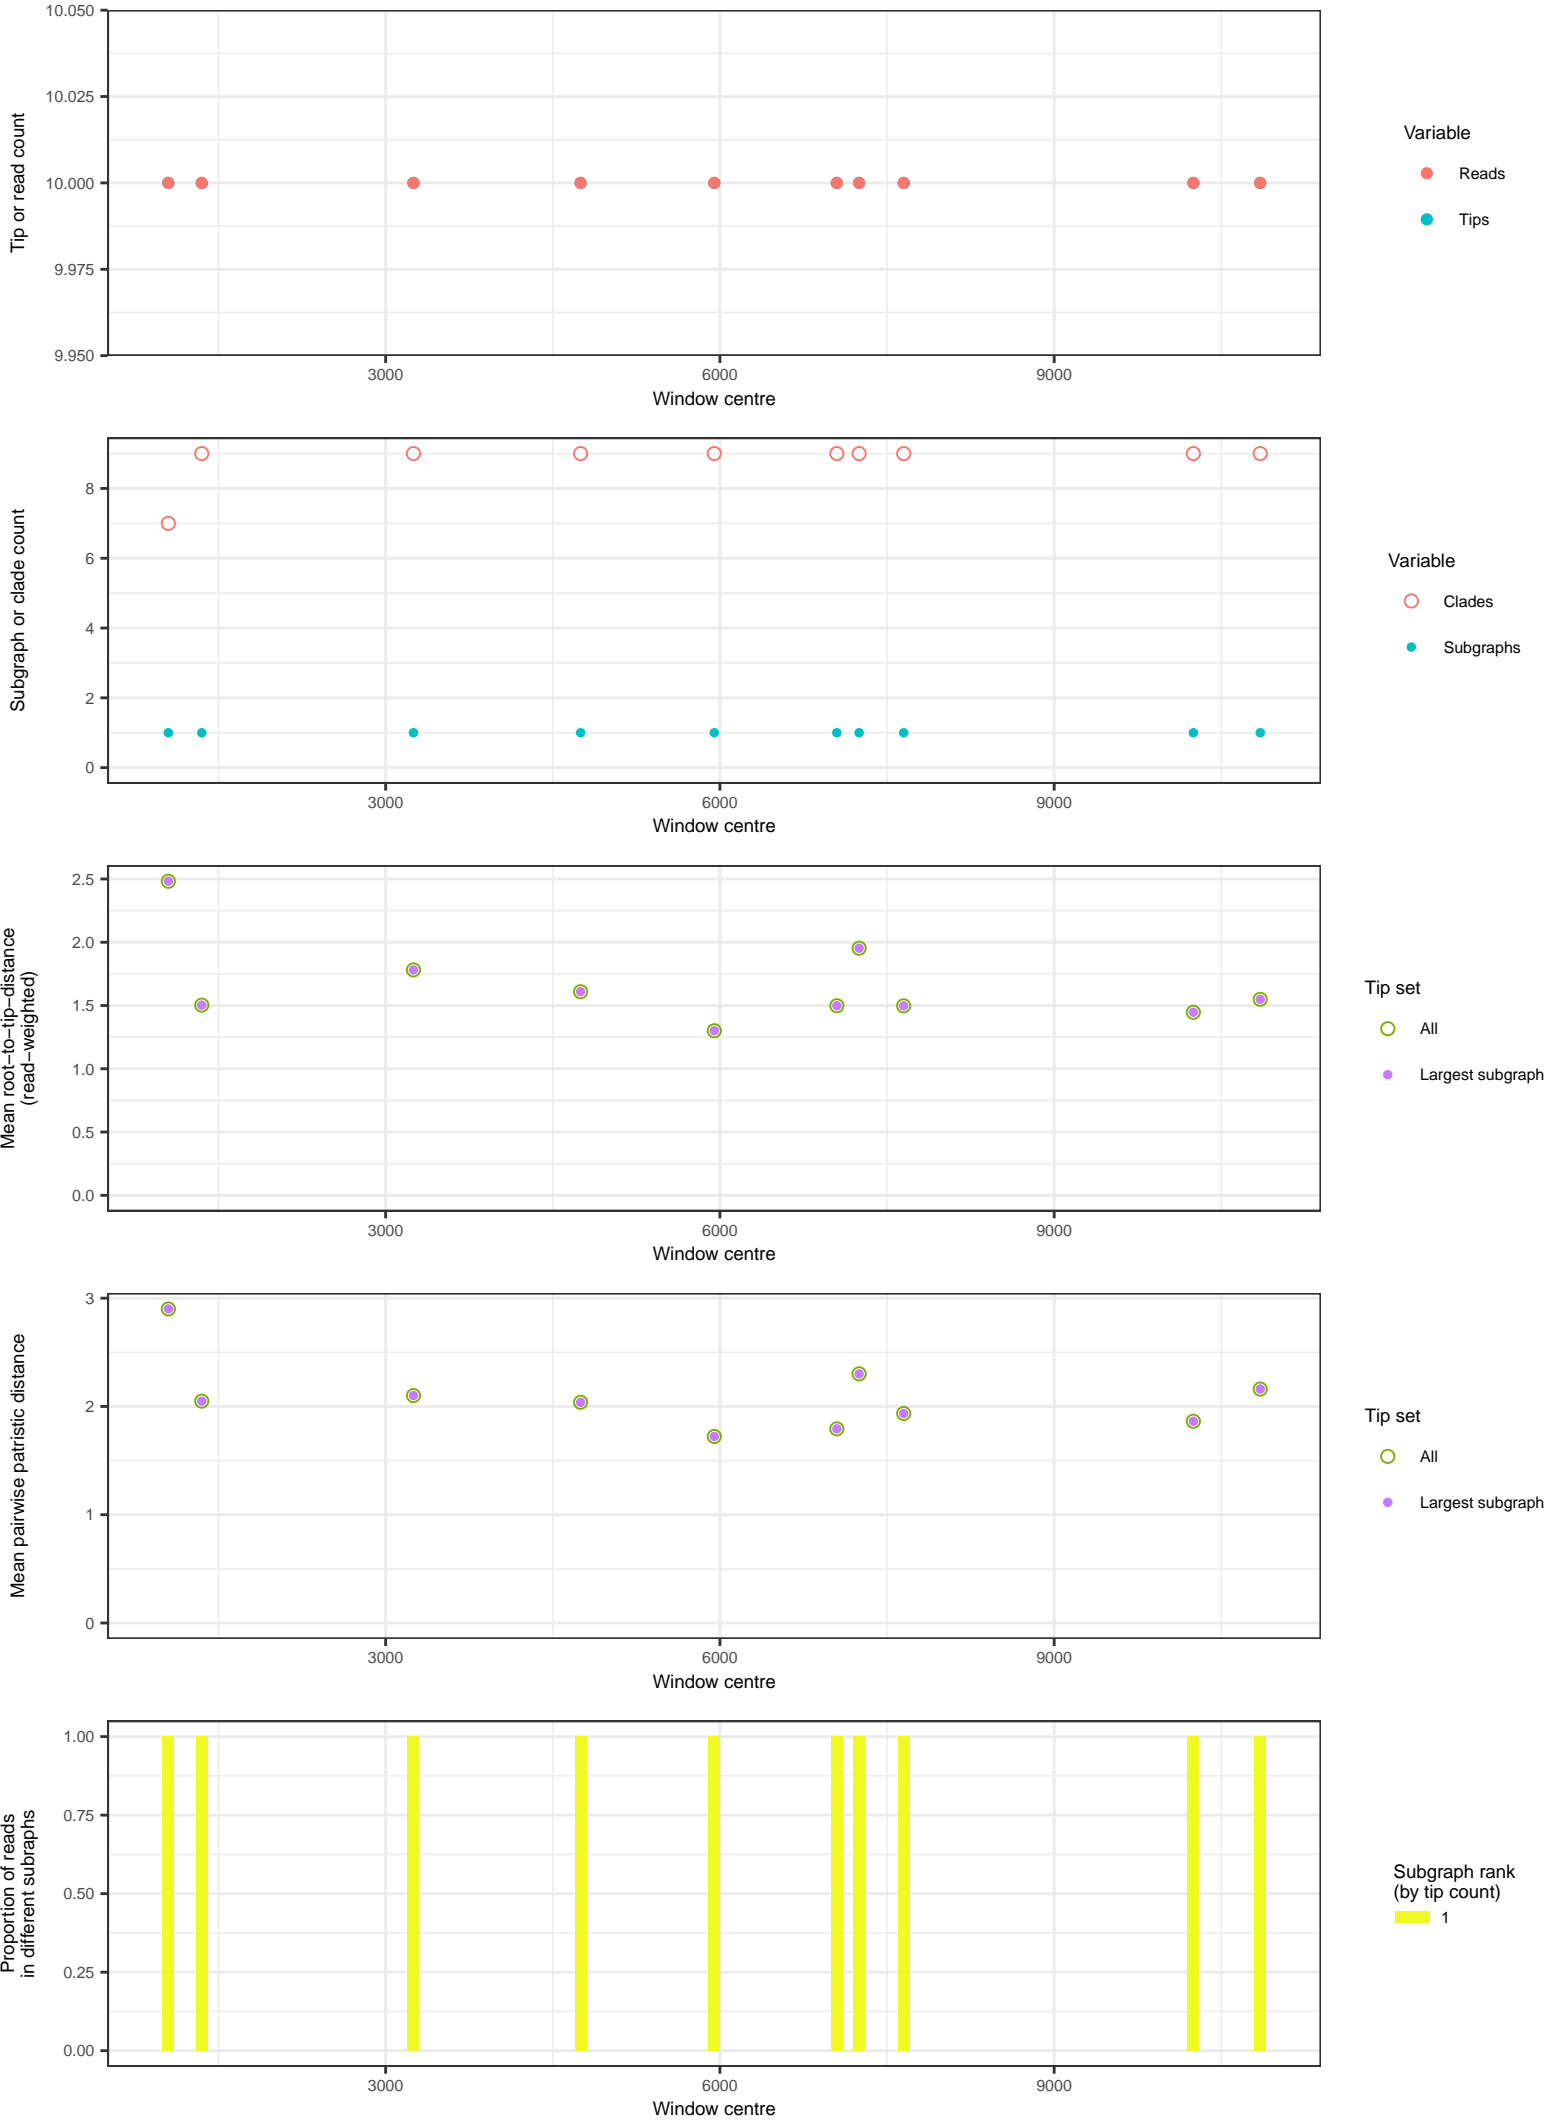 10.050
10.025
10.000
9.975
9.950
Tip or read count
3000
6000
9000
Window centre
Variable
Reads
Tips
8
6
4
2
0
Subgraph or clade count
3000
6000
9000
Window centre
Variable
Clades
Subgraphs
2.5
2.0
1.5
1.0
0.5
0.0
Mean root−to−tip−distance
(read−weighted)
3000
6000
9000
Window centre
Tip set
All
Largest subgraph
3
2
1
0
Mean pairwise patristic distance
3000
6000
9000
Window centre
Tip set
All
Largest subgraph
1.00
0.75
0.50
0.25
0.00
Proportion of reads
in different subraphs
3000
6000
9000
Window centre
Subgraph rank
(by tip count)
1